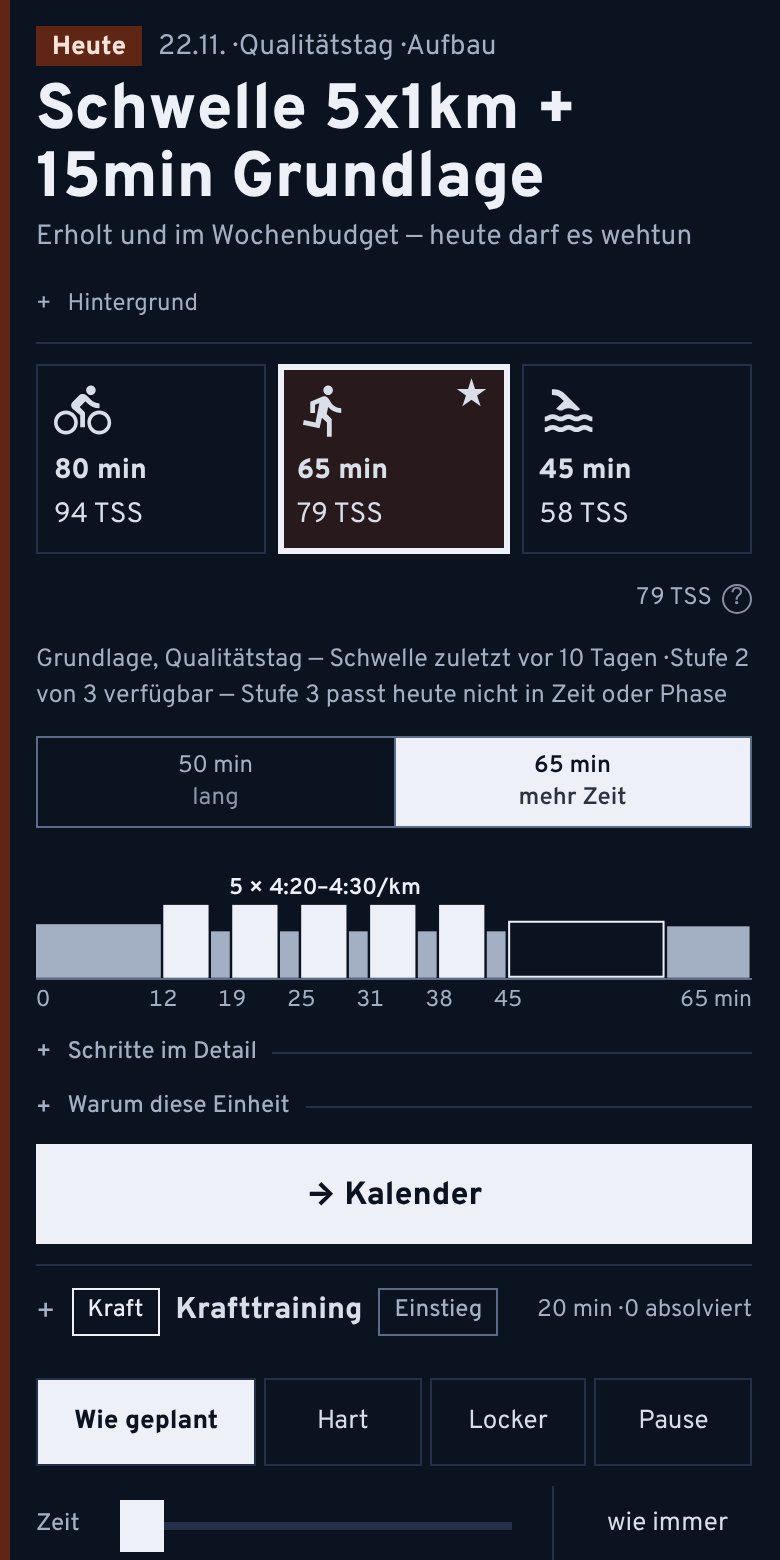 Heute 22.11. ·Qualitätstag ·Aufbau
Schwelle 5x1km +
15min Grundlage
Erholt und im Wochenbudget — heute darf es wehtun
+ Hintergrund
80 min
94 TSS
65 min
79 TSS
45 min
58 TSS
79 TSS ?
Grundlage, Qualitätstag — Schwelle zuletzt vor 10 Tagen ·Stufe 2
von 3 verfügbar — Stufe 3 passt heute nicht in Zeit oder Phase
50 min
lang
65 min
mehr Zeit
5 × 4:20–4:30/km
0 12 19 25 31 38 45 65 min
+ Schritte im Detail
+ Warum diese Einheit
→ Kalender
+ Kraft Krafttraining Einstieg 20 min ·0 absolviert
Wie geplant Hart Locker Pause
Zeit wie immer